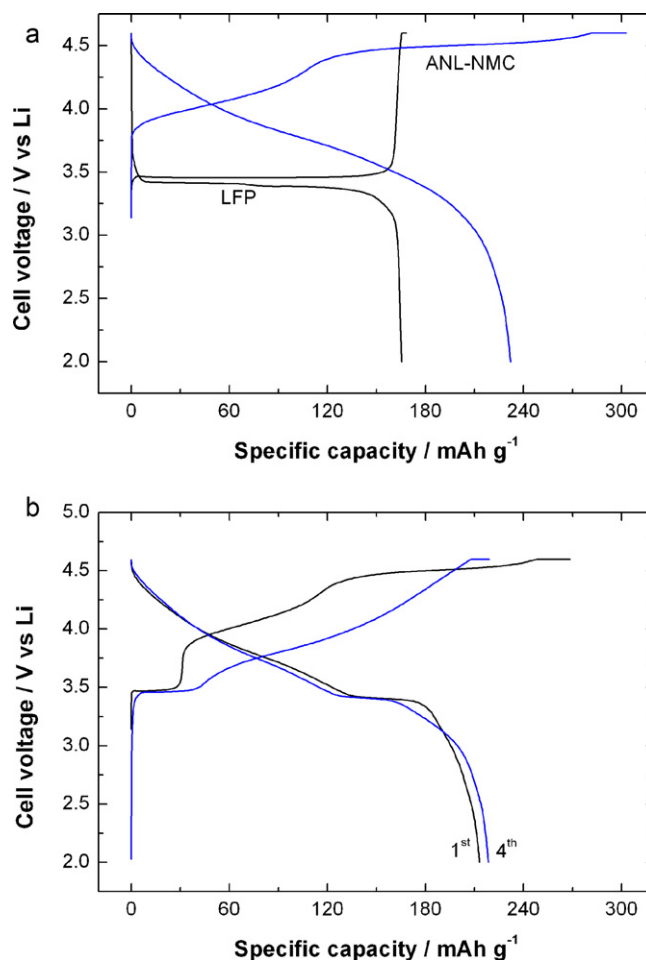 a
4.5
4.0
3.5
3.0
2.5
2.0
Cell voltage / V vs Li
ANL-NMC
LFP
0 60 120 180 240 300
Specific capacity / mAh g⁻¹
b
5.0
4.5
4.0
3.5
3.0
2.5
2.0
Cell voltage / V vs Li
1ˢᵗ 4ᵗʰ
0 60 120 180 240 300
Specific capacity / mAh g⁻¹